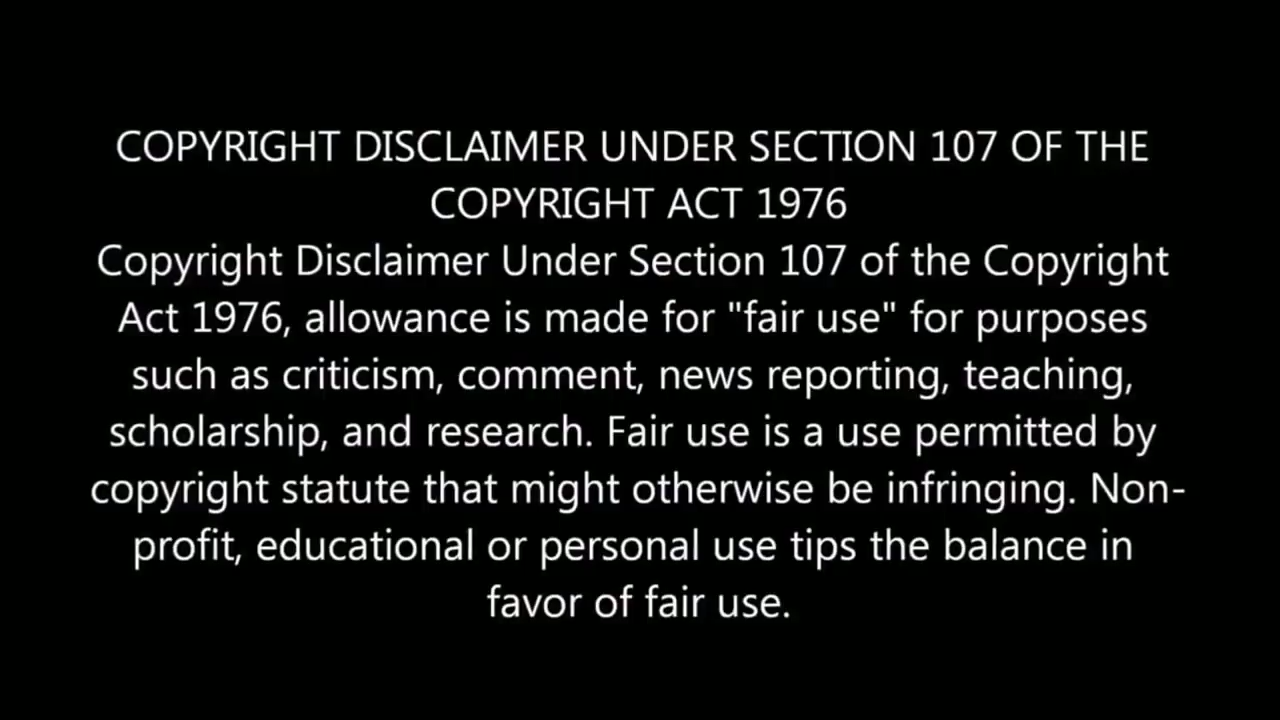 COPYRIGHT DISCLAIMER UNDER SECTION 107 OF THE
COPYRIGHT ACT 1976
Copyright Disclaimer Under Section 107 of the Copyright
Act 1976, allowance is made for "fair use" for purposes
such as criticism, comment, news reporting, teaching,
scholarship, and research. Fair use is a use permitted by
copyright statute that might otherwise be infringing. Non-
profit, educational or personal use tips the balance in
favor of fair use.